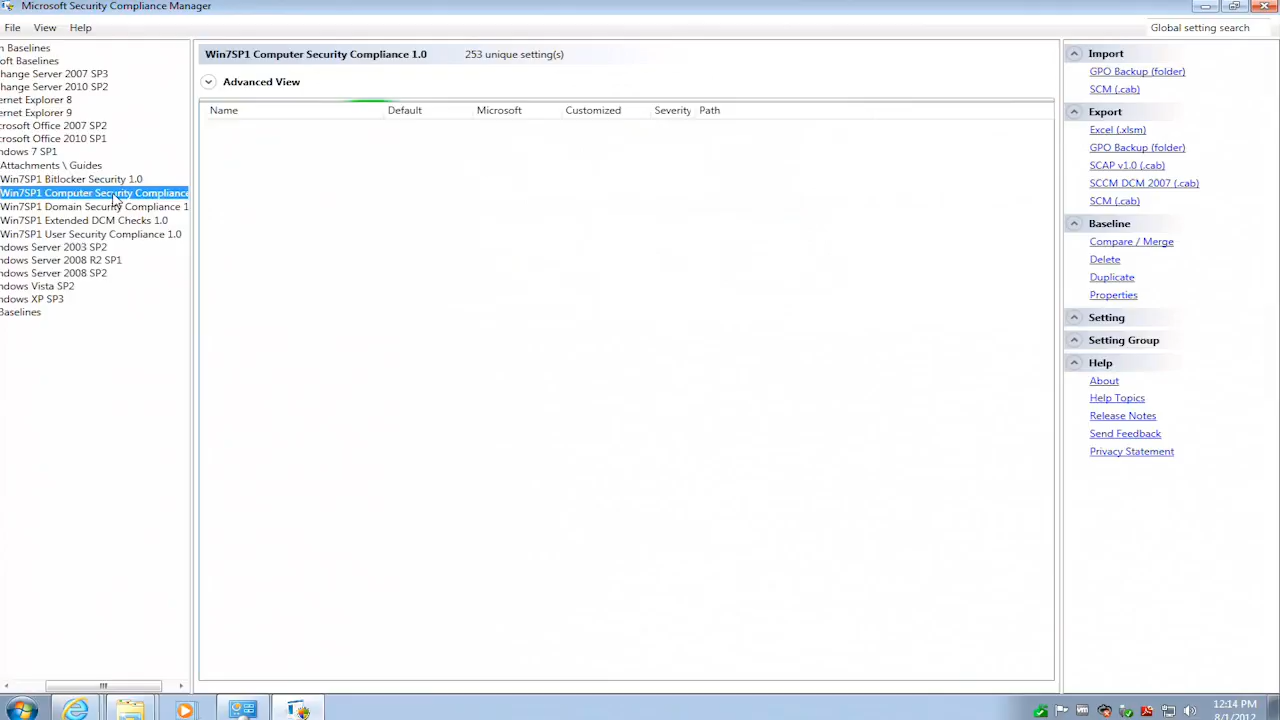 Microsoft Security Compliance Manager
File View Help
Global setting search
n Baselines
oft Baselines
hange Server 2007 SP3
hange Server 2010 SP2
ernet Explorer 8
ernet Explorer 9
crosoft Office 2007 SP2
crosoft Office 2010 SP1
ndows 7 SP1
Attachments \ Guides
Win7SP1 Bitlocker Security 1.0
Win7SP1 Computer Security Compliance
Win7SP1 Domain Security Compliance 1
Win7SP1 Extended DCM Checks 1.0
Win7SP1 User Security Compliance 1.0
ndows Server 2003 SP2
ndows Server 2008 R2 SP1
ndows Server 2008 SP2
ndows Vista SP2
ndows XP SP3
Baselines
Win7SP1 Computer Security Compliance 1.0 253 unique setting(s)
Advanced View
Name Default Microsoft Customized Severity Path
Import
GPO Backup (folder)
SCM (.cab)
Export
Excel (.xlsm)
GPO Backup (folder)
SCAP v1.0 (.cab)
SCCM DCM 2007 (.cab)
SCM (.cab)
Baseline
Compare / Merge
Delete
Duplicate
Properties
Setting
Setting Group
Help
About
Help Topics
Release Notes
Send Feedback
Privacy Statement
12:14 PM
8/1/2012